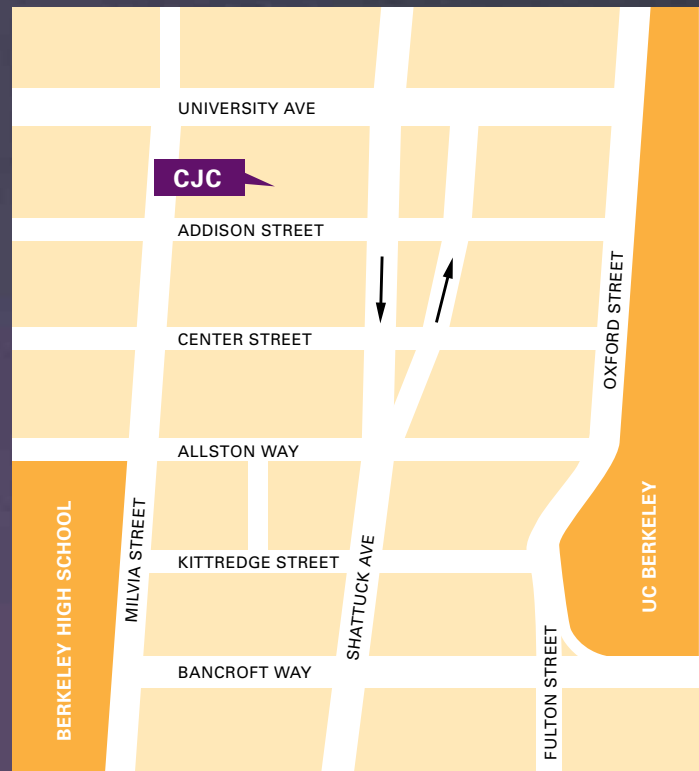 UNIVERSITY AVE
CJC
ADDISON STREET
OXFORD STREET
CENTER STREET
ALLSTON WAY
BERKELEY HIGH SCHOOL
MILVIA STREET
UC BERKELEY
SHATTUCK AVE
KITTREDGE STREET
FULTON STREET
BANCROFT WAY